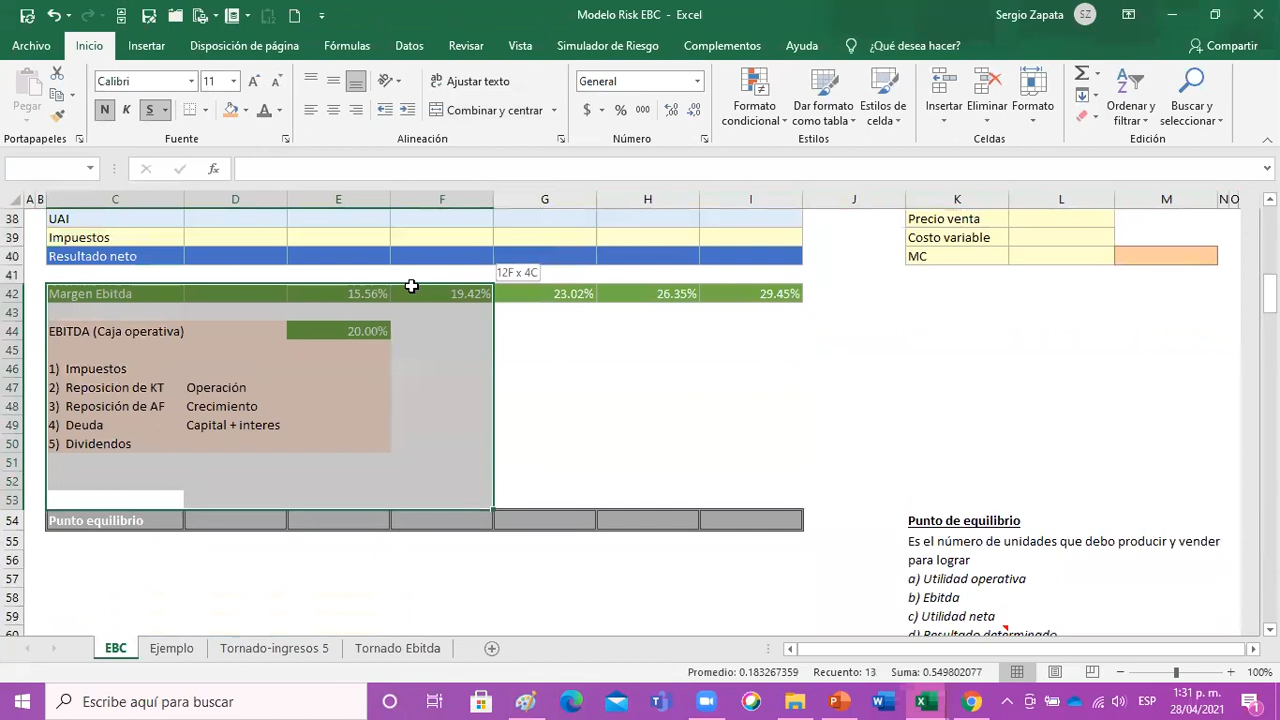 Modelo Risk EBC - Excel
Sergio Zapata
SZ
Archivo
Inicio
Insertar
Disposición de página
Fórmulas
Datos
Revisar
Vista
Simulador de Riesgo
Complementos
Ayuda
¿Qué desea hacer?
Compartir
Pegar
Calibri
11
Ajustar texto
General
N K S
Combinar y centrar
$ % 000
Formato condicional
Dar formato como tabla
Estilos de celda
Insertar
Eliminar
Formato
Ordenar y filtrar
Buscar y seleccionar
Portapapeles
Fuente
Alineación
Número
Estilos
Celdas
Edición
fx
A B C D E F G H I J K L M N O
38 UAI Precio venta
39 Impuestos Costo variable
40 Resultado neto MC
41 12F x 4C
42 Margen Ebitda 15.56% 19.42% 23.02% 26.35% 29.45%
43
44 EBITDA (Caja operativa) 20.00%
45
46 1) Impuestos
47 2) Reposicion de KT Operación
48 3) Reposición de AF Crecimiento
49 4) Deuda Capital + interes
50 5) Dividendos
51
52
53
54 Punto equilibrio Punto de equilibrio
55 Es el número de unidades que debo producir y vender
56 para lograr
57 a) Utilidad operativa
58 b) Ebitda
59 c) Utilidad neta
60 d) Resultado determinado
EBC
Ejemplo
Tornado-ingresos 5
Tornado Ebitda
Promedio: 0.183267359 Recuento: 13 Suma: 0.549802077
100%
Escribe aquí para buscar
ESP
1:31 p. m.
28/04/2021
1